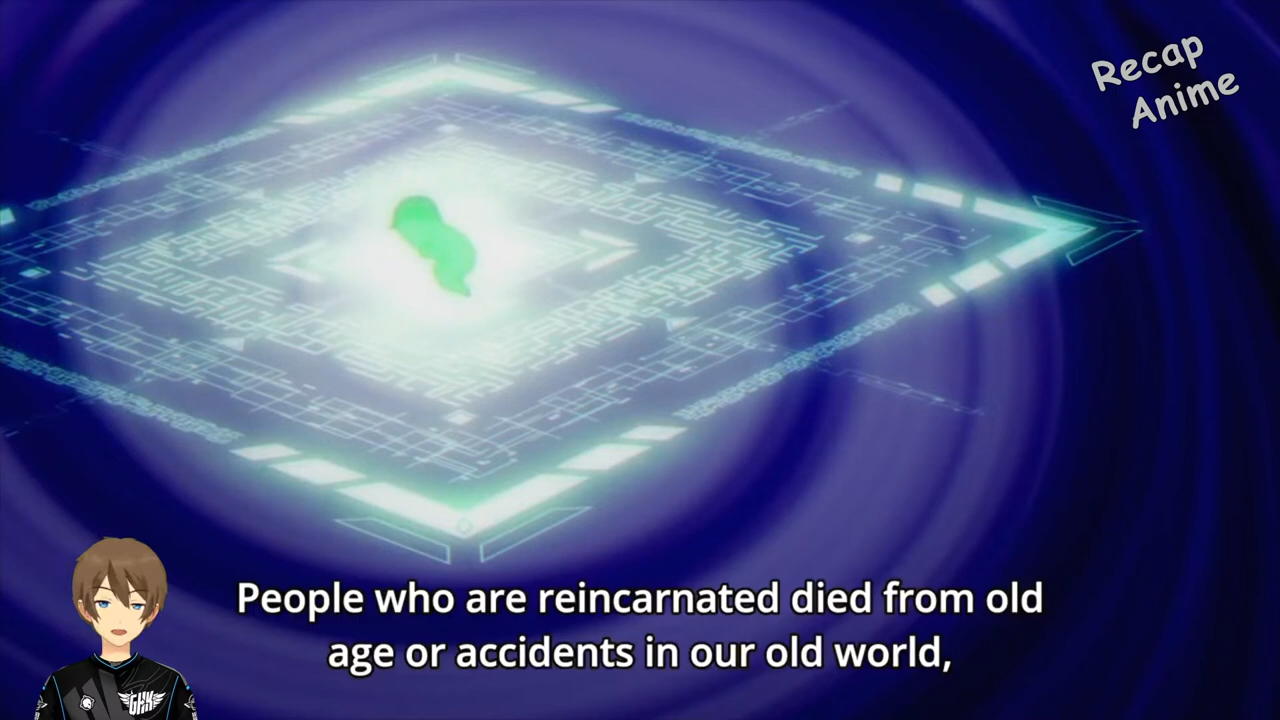 Recap
Anime
People who are reincarnated died from old
age or accidents in our old world,